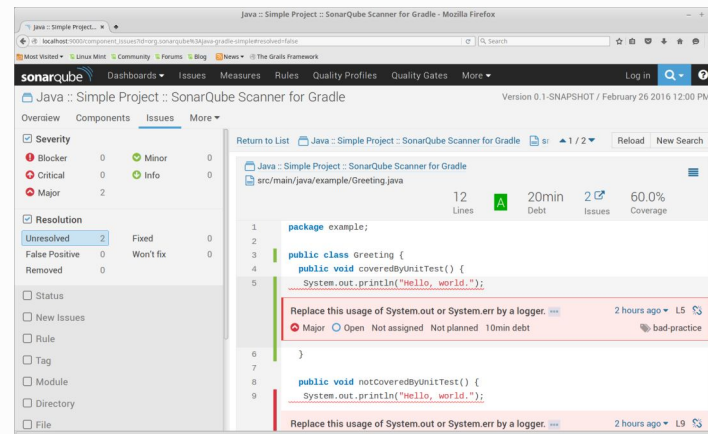 Java :: Simple Project :: SonarQube Scanner for Gradle - Mozilla Firefox
Java :: Simple Project...
localhost:9000/component_issues?id=org.sonarqube%3Ajava-gradle-simple#resolved=false
Search
Most Visited Linux Mint Community Forums Blog News The Grails Framework
sonarqube Dashboards Issues Measures Rules Quality Profiles Quality Gates More Log in
Java :: Simple Project :: SonarQube Scanner for Gradle
Version 0.1-SNAPSHOT / February 26 2016 12:00 PM
Overview Components Issues More
Severity
Blocker 0 Minor 0
Critical 0 Info 0
Major 2
Resolution
Unresolved 2 Fixed 0
False Positive 0 Won't fix 0
Removed 0
Status
New Issues
Rule
Tag
Module
Directory
File
Return to List Java :: Simple Project :: SonarQube Scanner for Gradle sr 1 / 2 Reload New Search
Java :: Simple Project :: SonarQube Scanner for Gradle
src/main/java/example/Greeting.java
12 A 20min 2 60.0%
Lines Debt Issues Coverage
1 package example;
2
3 public class Greeting {
4 public void coveredByUnitTest() {
5 System.out.println("Hello, world.");
Replace this usage of System.out or System.err by a logger. 2 hours ago L5
Major Open Not assigned Not planned 10min debt bad-practice
6 }
7
8 public void notCoveredByUnitTest() {
9 System.out.println("Hello, world.");
Replace this usage of System.out or System.err by a logger. 2 hours ago L9